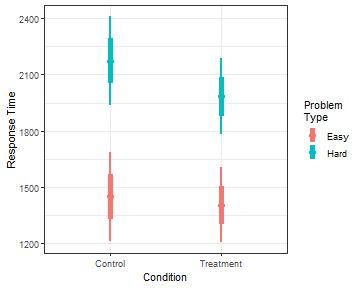 2400
2100
1800
1500
1200
Response Time
Control
Treatment
Condition
Problem
Type
Easy
Hard